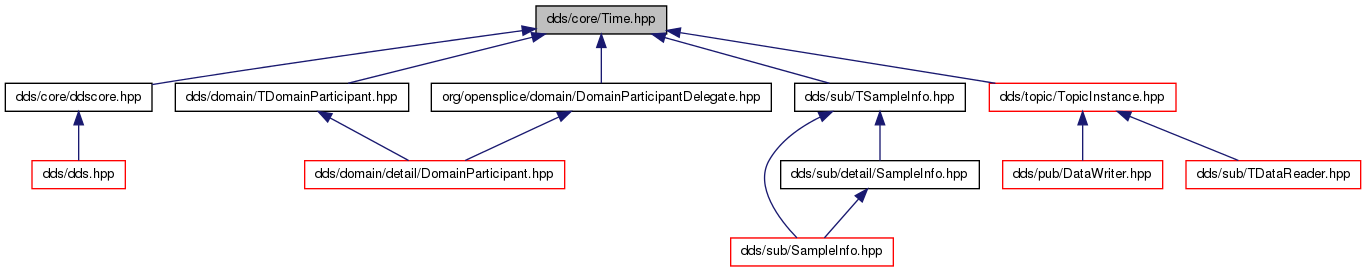 dds/core/Time.hpp
dds/core/ddscore.hpp
dds/domain/TDomainParticipant.hpp
org/opensplice/domain/DomainParticipantDelegate.hpp
dds/sub/TSampleInfo.hpp
dds/topic/TopicInstance.hpp
dds/dds.hpp
dds/domain/detail/DomainParticipant.hpp
dds/sub/detail/SampleInfo.hpp
dds/pub/DataWriter.hpp
dds/sub/TDataReader.hpp
dds/sub/SampleInfo.hpp